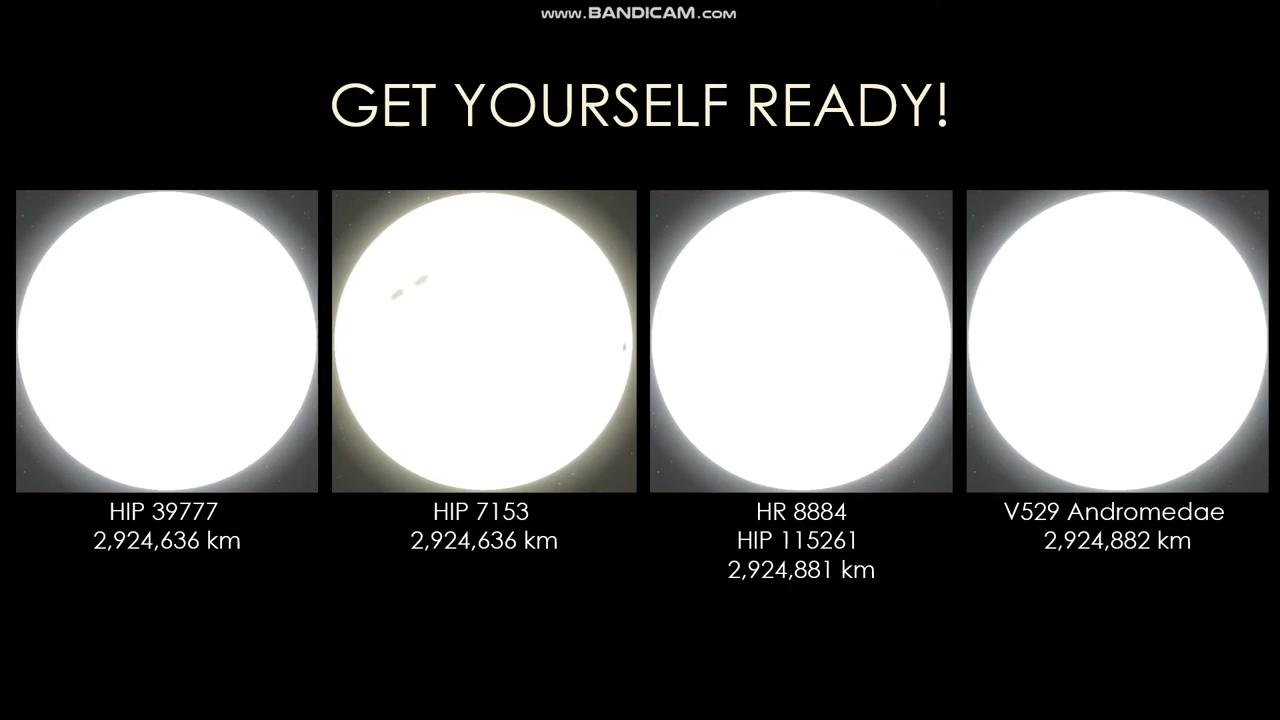 www.BANDICAM.com
GET YOURSELF READY!
HIP 39777
2,924,636 km
HIP 7153
2,924,636 km
HR 8884
HIP 115261
2,924,881 km
V529 Andromedae
2,924,882 km